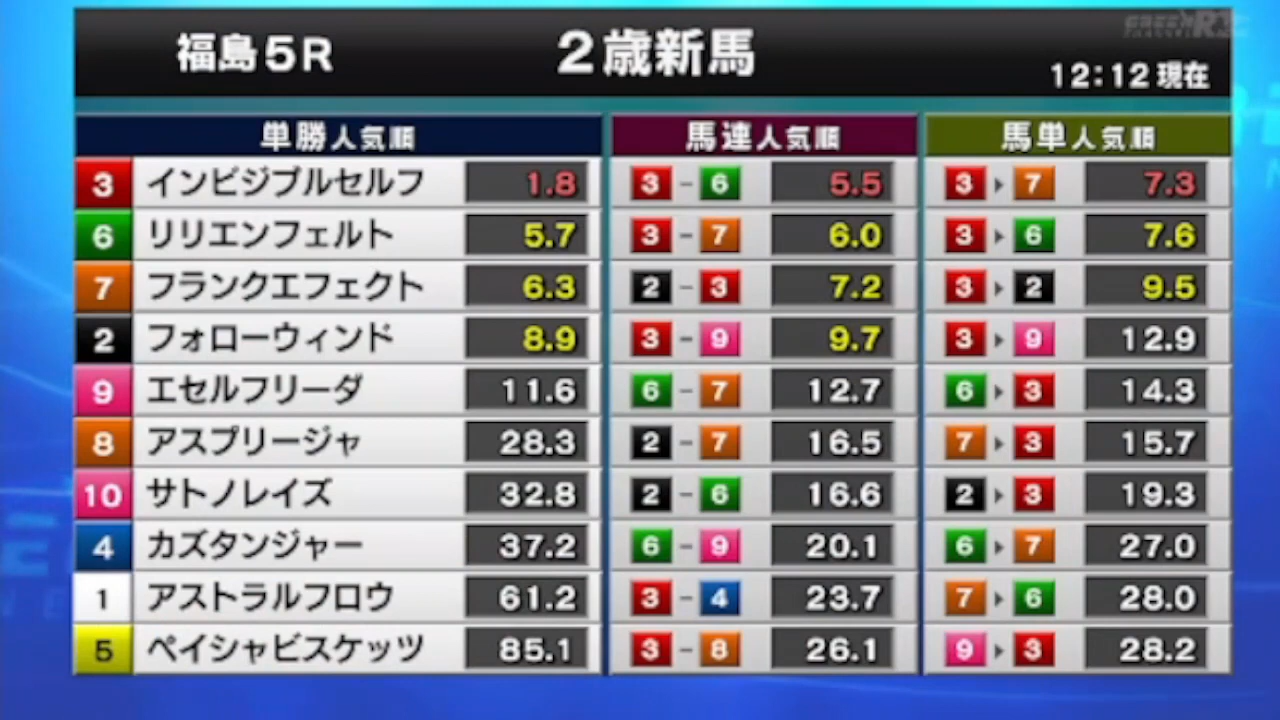 福島5R 2歳新馬 12:12現在
単勝人気順 馬連人気順 馬単人気順
3 インビジブルセルフ 1.8 3-6 5.5 3▸7 7.3
6 リリエンフェルト 5.7 3-7 6.0 3▸6 7.6
7 フランクエフェクト 6.3 2-3 7.2 3▸2 9.5
2 フォローウィンド 8.9 3-9 9.7 3▸9 12.9
9 エセルフリーダ 11.6 6-7 12.7 6▸3 14.3
8 アスプリージャ 28.3 2-7 16.5 7▸3 15.7
10 サトノレイズ 32.8 2-6 16.6 2▸3 19.3
4 カズタンジャー 37.2 6-9 20.1 6▸7 27.0
1 アストラルフロウ 61.2 3-4 23.7 7▸6 28.0
5 ペイシャビスケッツ 85.1 3-8 26.1 9▸3 28.2